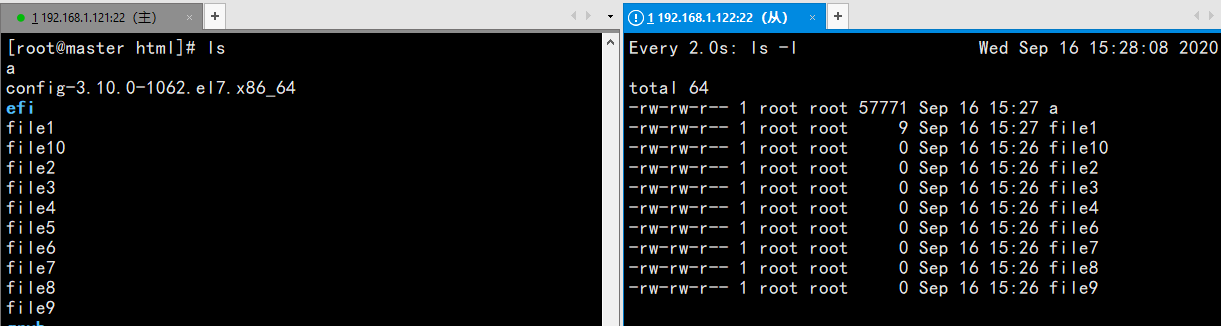 1 192.168.1.121:22（主） × +
[root@master html]# ls
a
config-3.10.0-1062.el7.x86_64
efi
file1
file10
file2
file3
file4
file5
file6
file7
file8
file9
1 192.168.1.122:22（从） × +
Every 2.0s: ls -l Wed Sep 16 15:28:08 2020
total 64
-rw-rw-r-- 1 root root 57771 Sep 16 15:27 a
-rw-rw-r-- 1 root root 9 Sep 16 15:27 file1
-rw-rw-r-- 1 root root 0 Sep 16 15:26 file10
-rw-rw-r-- 1 root root 0 Sep 16 15:26 file2
-rw-rw-r-- 1 root root 0 Sep 16 15:26 file3
-rw-rw-r-- 1 root root 0 Sep 16 15:26 file4
-rw-rw-r-- 1 root root 0 Sep 16 15:26 file6
-rw-rw-r-- 1 root root 0 Sep 16 15:26 file7
-rw-rw-r-- 1 root root 0 Sep 16 15:26 file8
-rw-rw-r-- 1 root root 0 Sep 16 15:26 file9